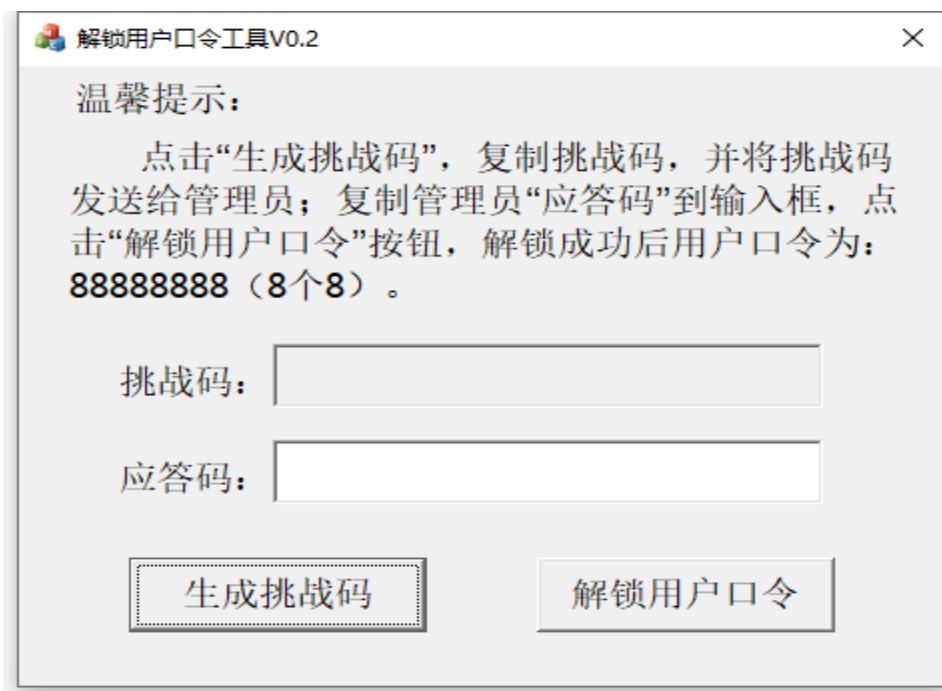 解锁用户口令工具V0.2
温馨提示：
点击“生成挑战码”，复制挑战码，并将挑战码
发送给管理员；复制管理员“应答码”到输入框，点
击“解锁用户口令”按钮，解锁成功后用户口令为：
88888888（8个8）。
挑战码：
应答码：
生成挑战码
解锁用户口令